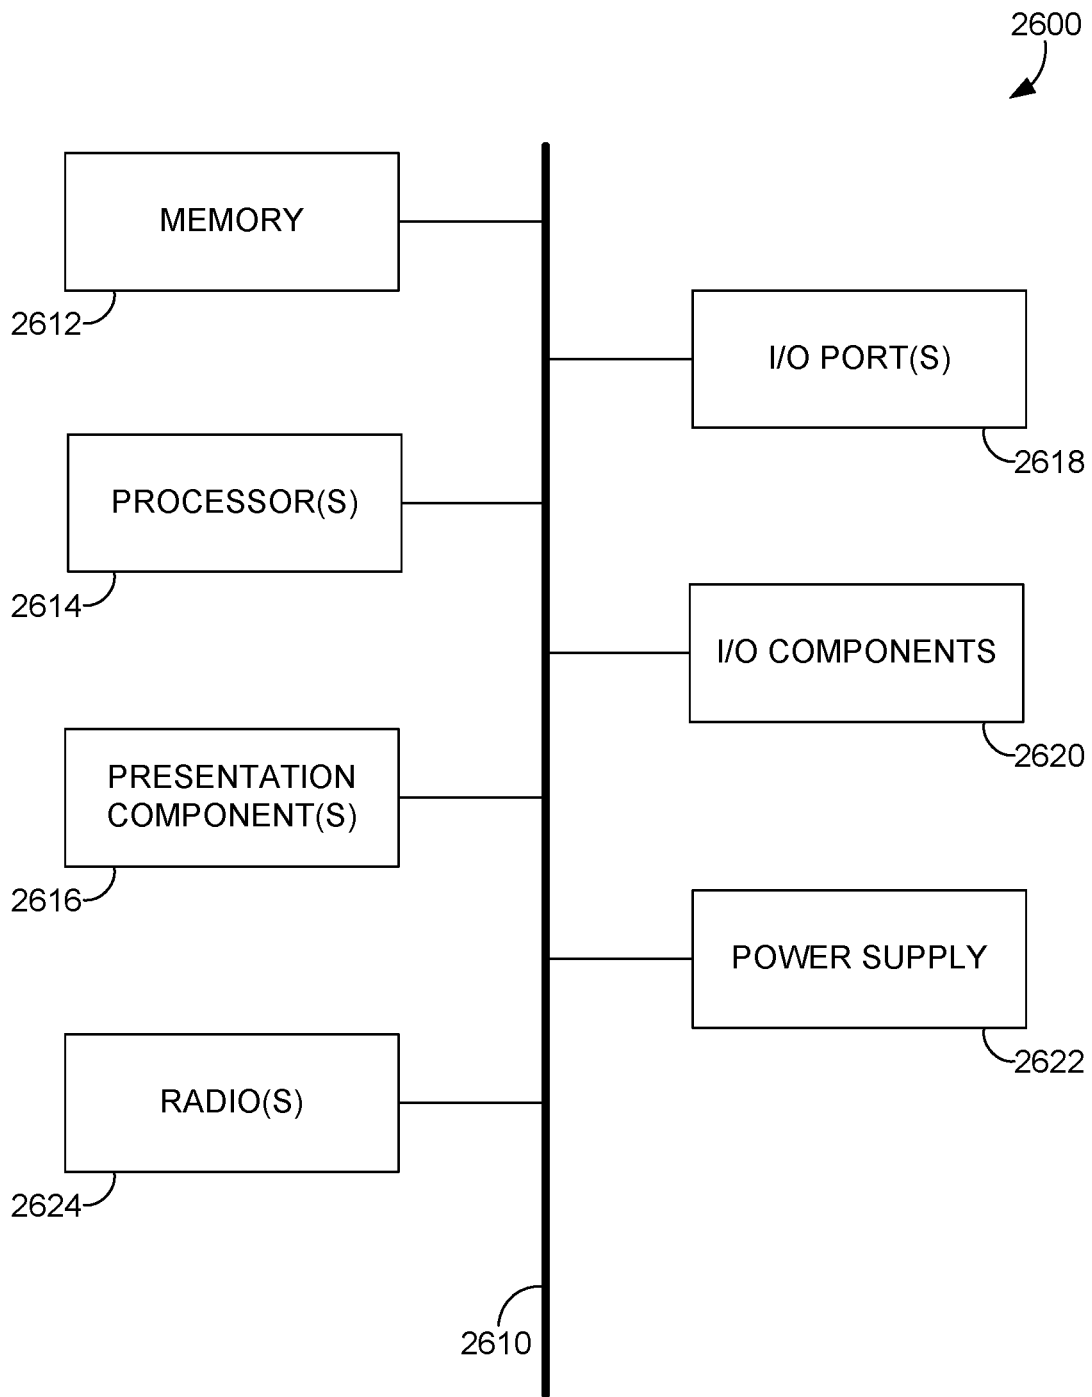 2600
MEMORY
2612
I/O PORT(S)
2618
PROCESSOR(S)
2614
I/O COMPONENTS
2620
PRESENTATION
COMPONENT(S)
2616
POWER SUPPLY
2622
RADIO(S)
2624
2610